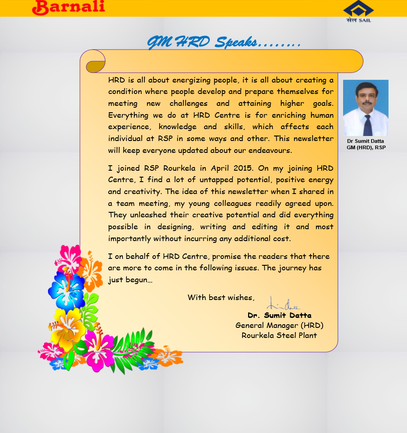 Barnali
सेल SAIL
GM HRD Speaks........
HRD is all about energizing people, it is all about creating a
condition where people develop and prepare themselves for
meeting new challenges and attaining higher goals.
Everything we do at HRD Centre is for enriching human
experience, knowledge and skills, which affects each
individual at RSP in some ways and other. This newsletter
will keep everyone updated about our endeavours.
I joined RSP Rourkela in April 2015. On my joining HRD
Centre, I find a lot of untapped potential, positive energy
and creativity. The idea of this newsletter when I shared in
a team meeting, my young colleagues readily agreed upon.
They unleashed their creative potential and did everything
possible in designing, writing and editing it and most
importantly without incurring any additional cost.
I on behalf of HRD Centre, promise the readers that there
are more to come in the following issues. The journey has
just begun...
With best wishes,
Dr. Sumit Datta
General Manager (HRD)
Rourkela Steel Plant
Dr Sumit Datta
GM (HRD), RSP